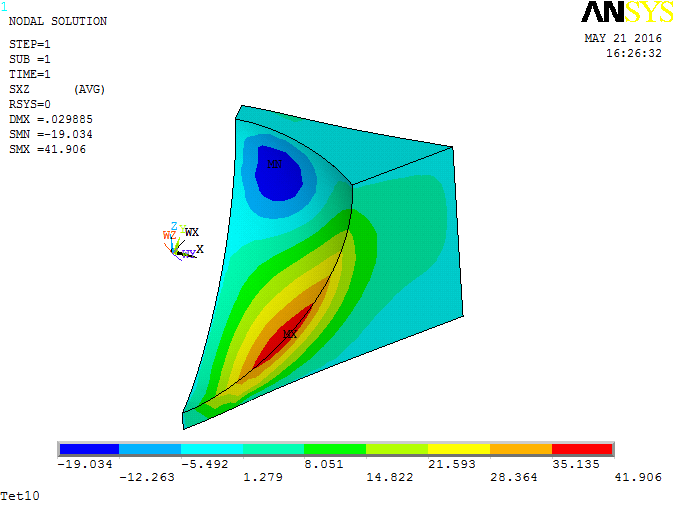 1
NODAL SOLUTION
STEP=1
SUB =1
TIME=1
SXZ (AVG)
RSYS=0
DMX =.029885
SMN =-19.034
SMX =41.906
ANSYS
MAY 21 2016
16:26:32
MN
Z
WZ WX
X
MX
-19.034 -5.492 8.051 21.593 35.135
-12.263 1.279 14.822 28.364 41.906
Tet10